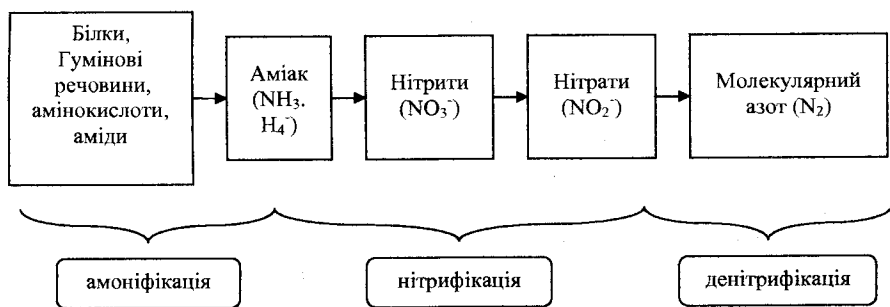 Білки,
Гумінові
речовини,
амінокислоти,
аміди
Аміак
(NH₃.
H₄⁻)
Нітрити
(NO₃⁻)
Нітрати
(NO₂⁻)
Молекулярний
азот (N₂)
амоніфікація
нітрифікація
денітрифікація